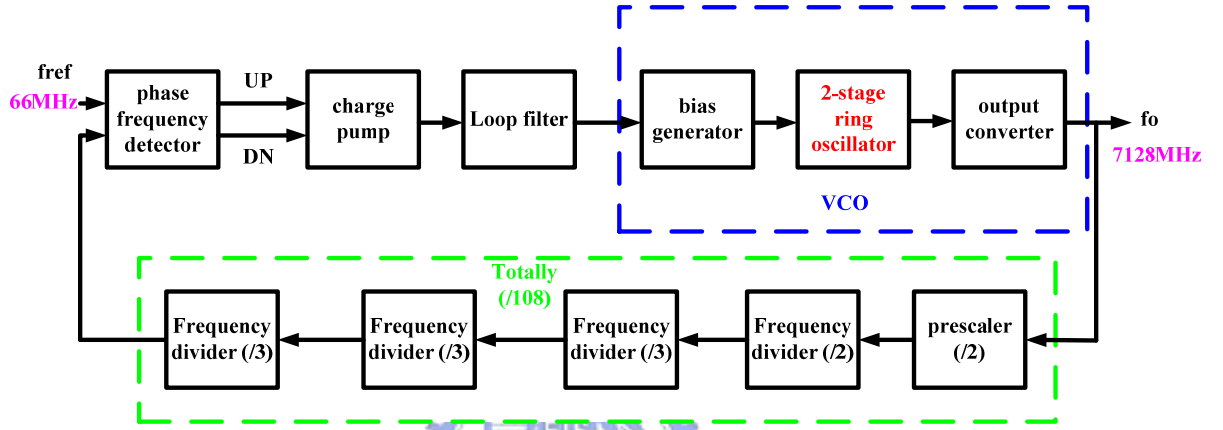 fref
66MHz
phase
frequency
detector
UP
DN
charge
pump
Loop filter
bias
generator
2-stage
ring
oscillator
output
converter
VCO
fo
7128MHz
Totally
(/108)
Frequency
divider (/3)
Frequency
divider (/3)
Frequency
divider (/3)
Frequency
divider (/2)
prescaler
(/2)